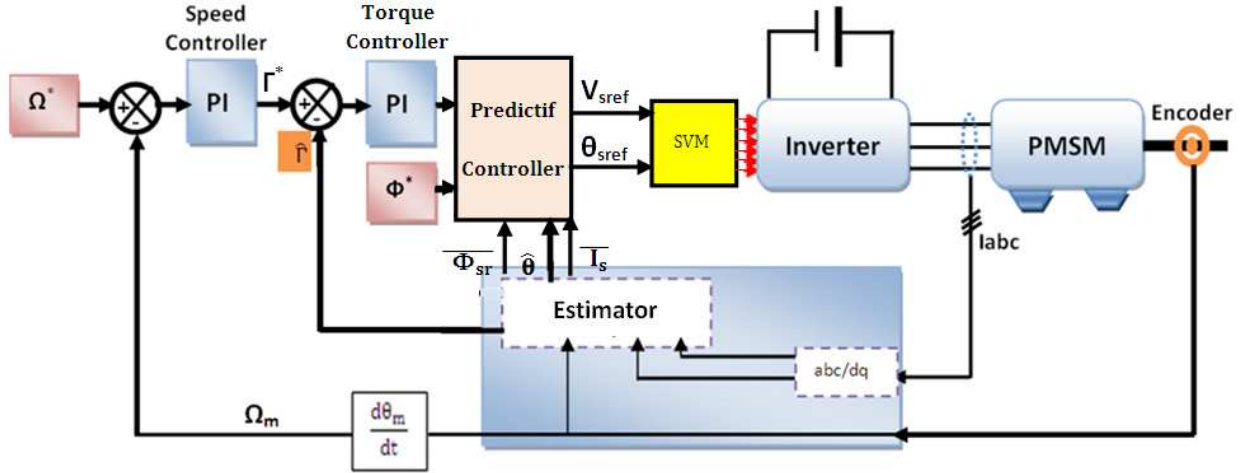 Speed
Controller
Torque
Controller
Ω*
+
-
PI
Γ*
+
-
PI
Γ̂
Φ*
Predictif
Controller
Vsref
θsref
SVM
Inverter
PMSM
Encoder
Iabc
Φsr
θ̂
Is
Estimator
abc/dq
Ωm
dθm
dt